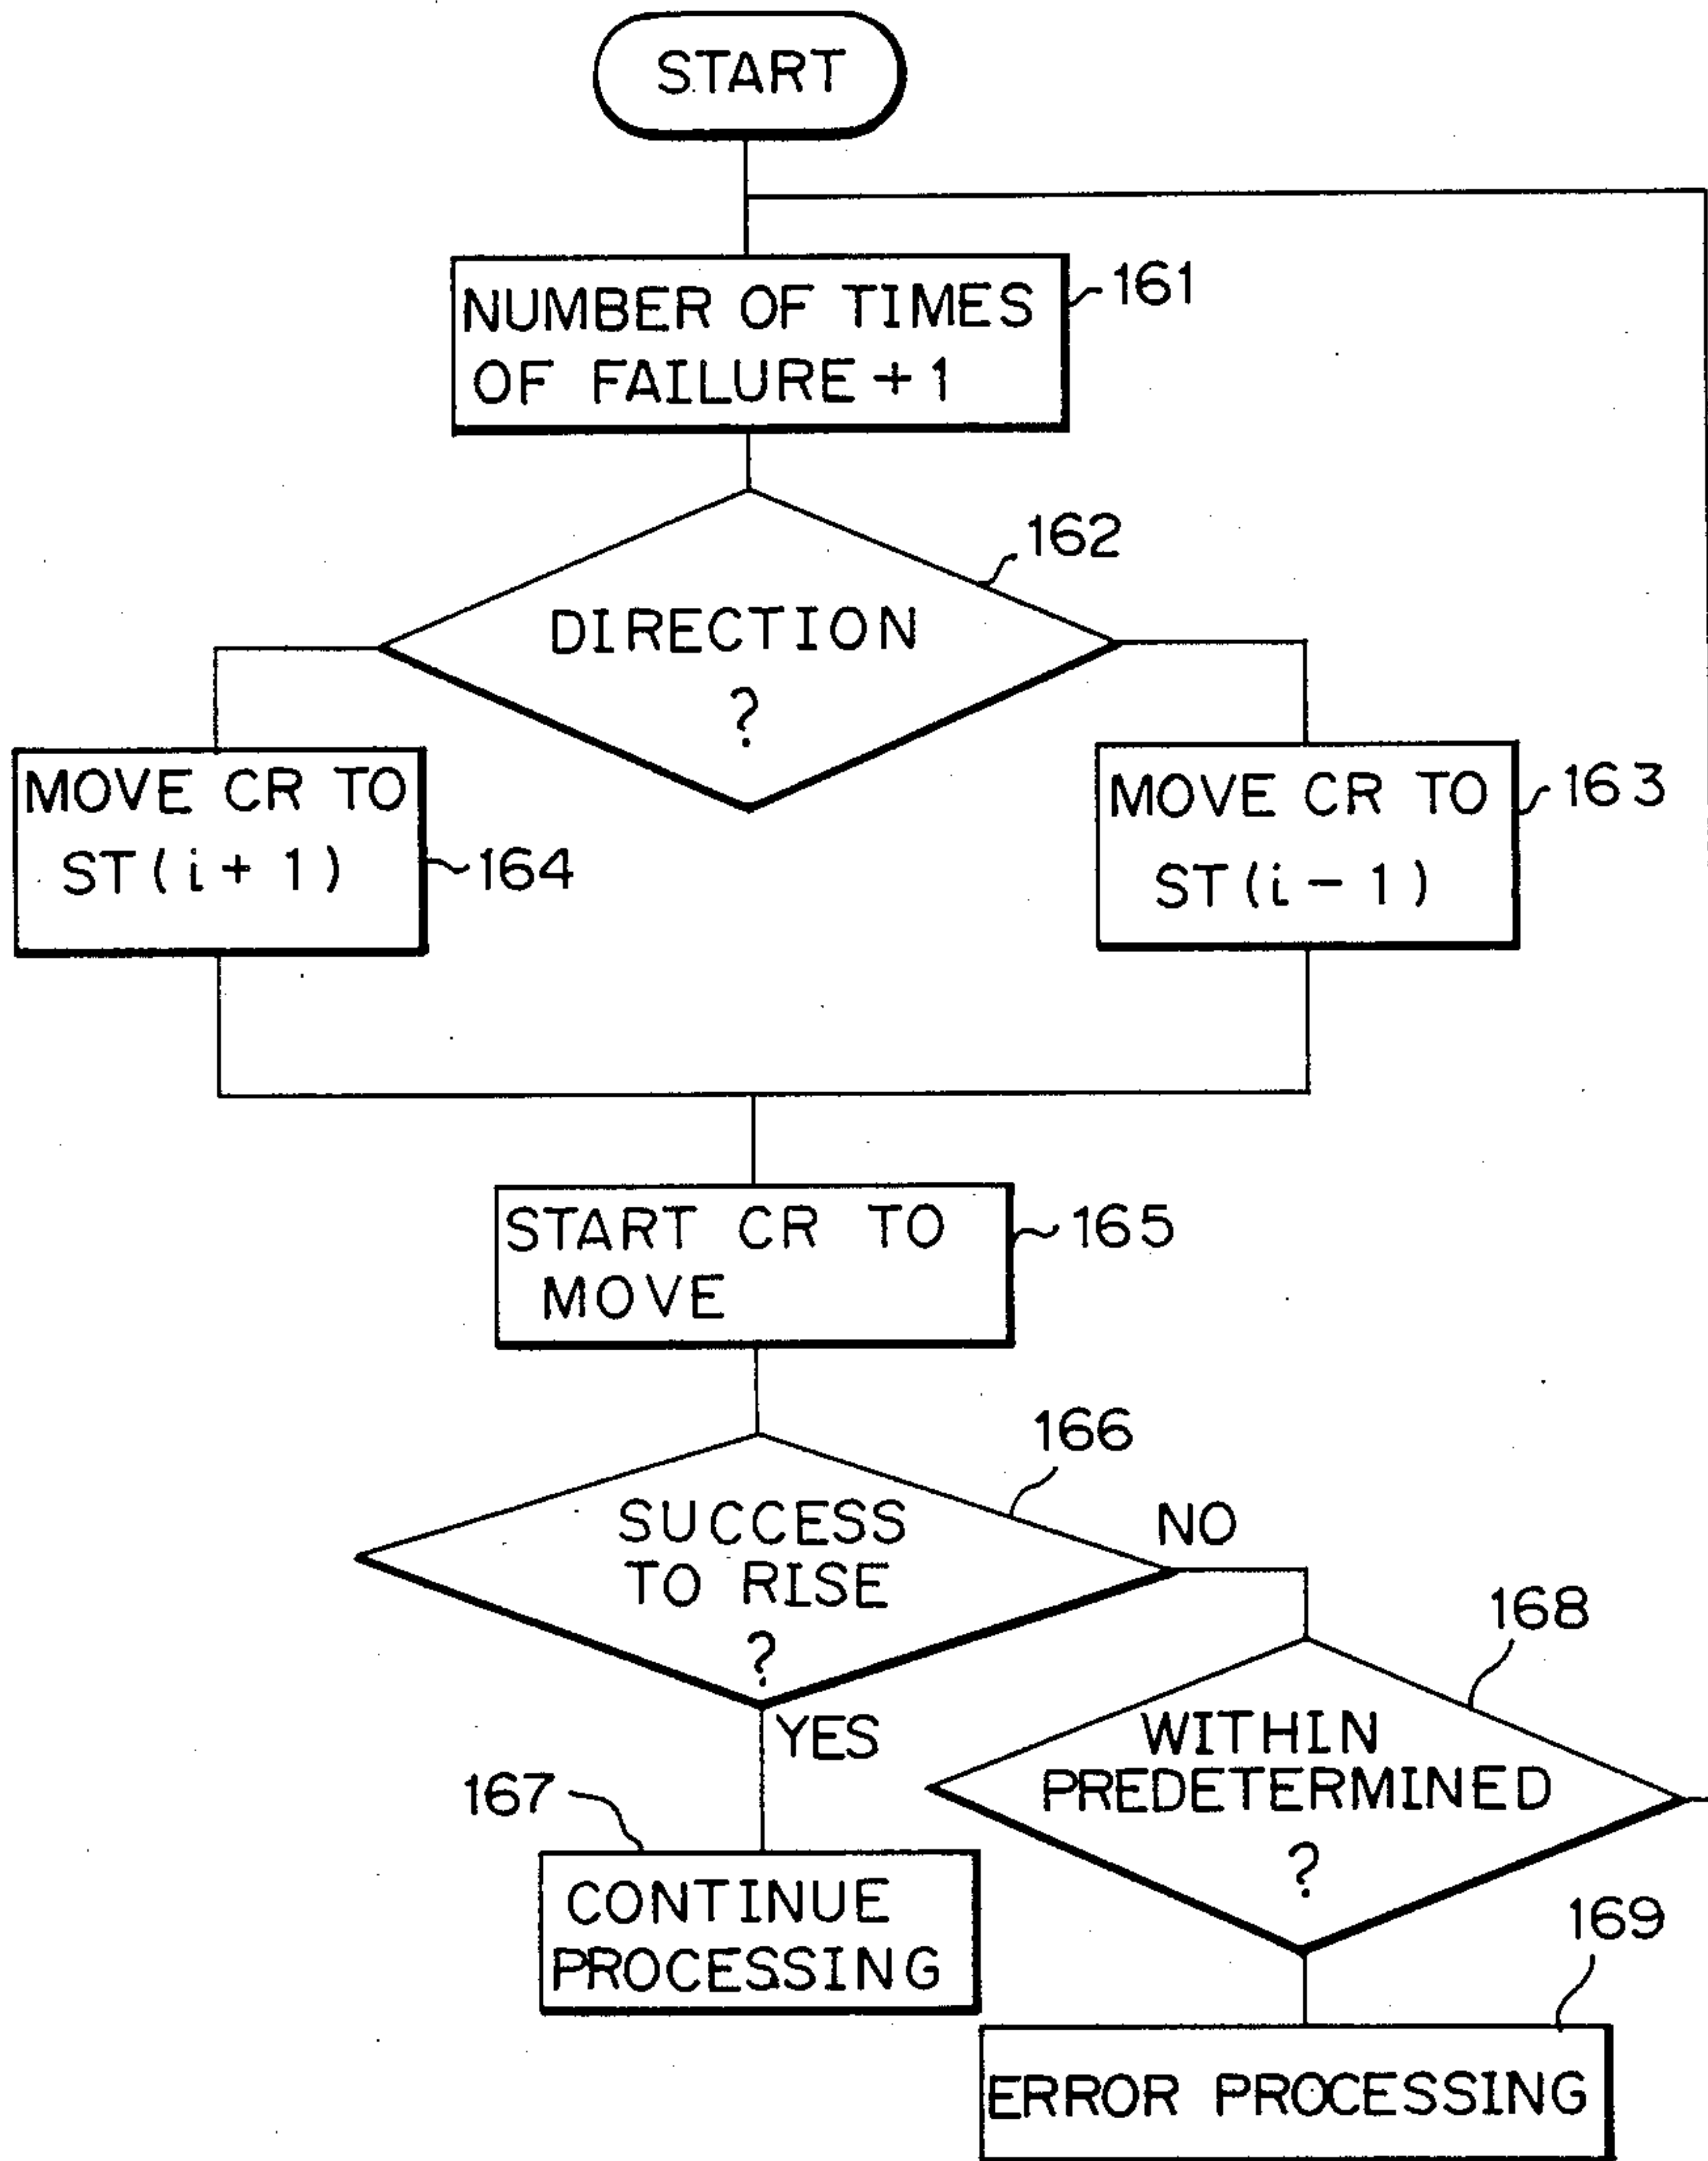 START
NUMBER OF TIMES
OF FAILURE + 1
161
162
DIRECTION
?
MOVE CR TO
ST(i + 1)
164
MOVE CR TO
ST(i - 1)
163
START CR TO
MOVE
165
166
SUCCESS
TO RISE
?
NO
YES
167
CONTINUE
PROCESSING
168
WITHIN
PREDETERMINED
?
169
ERROR PROCESSING